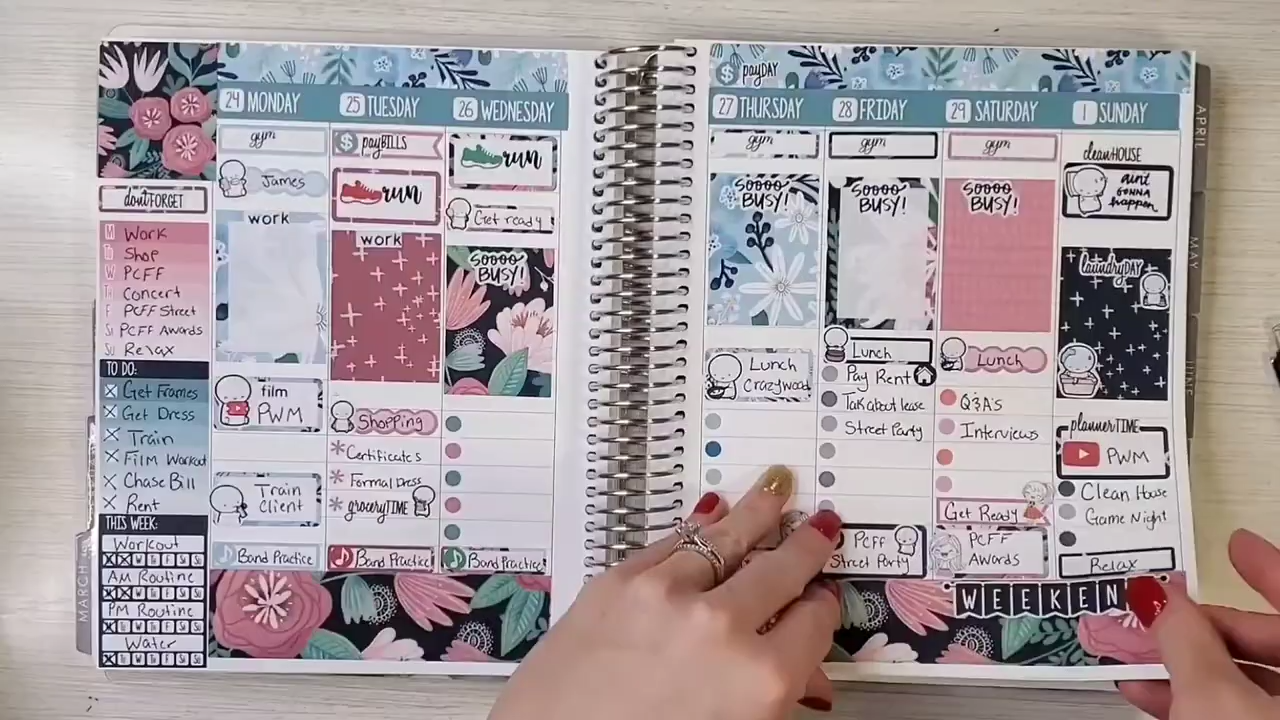 24 MONDAY
25 TUESDAY
26 WEDNESDAY
$ payDAY
27 THURSDAY
28 FRIDAY
29 SATURDAY
1 SUNDAY
don't FORGET
M Work
Tu Shop
W PCFF
Th Concert
F PCFF Street
Sa PCFF Awards
Su Relax
TO DO:
Get Frames
Get Dress
Train
Film Workout
Chase Bill
Rent
THIS WEEK:
Workout
AM Routine
PM Routine
Water
gym
James
work
film
PWM
Train
Client
Band Practice
$ payBILLS
run
work
Shopping
* Certificates
* Formal Dress
* groceryTIME
Band Practice
run
Get ready
SOOOO
BUSY!
Band Practice
gym
SOOOO
BUSY!
Lunch
Crazywood
gym
SOOOO
BUSY!
Lunch
Pay Rent
Talk about lease
Street Party
PCFF
Street Party
gym
SOOOO
BUSY!
Lunch
Q&A's
Interviews
Get Ready
PCFF
Awards
cleanHOUSE
aint
GONNA
happen
laundryDAY
plannerTIME
PWM
Clean House
Game Night
Relax
WEEKEN
MARCH
APRIL
MAY
JUNE